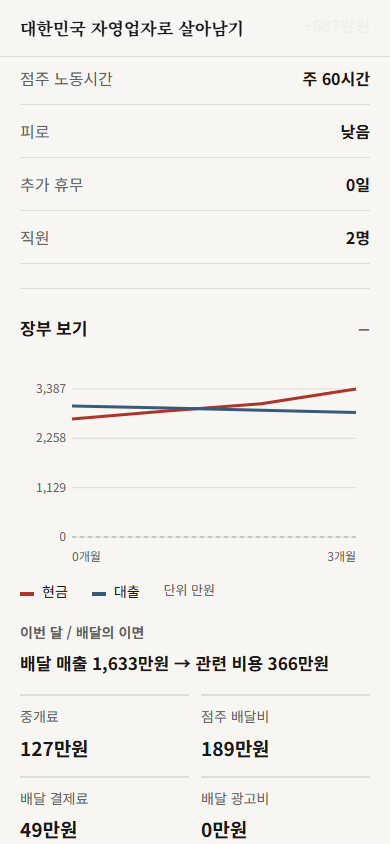 대한민국 자영업자로 살아남기 +687만원
점주 노동시간 주 60시간
피로 낮음
추가 휴무 0일
직원 2명
장부 보기 –
3,387
2,258
1,129
0
0개월 3개월
현금 대출 단위 만원
이번 달 / 배달의 이면
배달 매출 1,633만원 → 관련 비용 366만원
중개료 점주 배달비
127만원 189만원
배달 결제료 배달 광고비
49만원 0만원